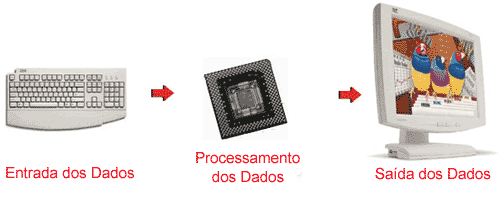 Entrada dos Dados
Processamento
dos Dados
Saída dos Dados